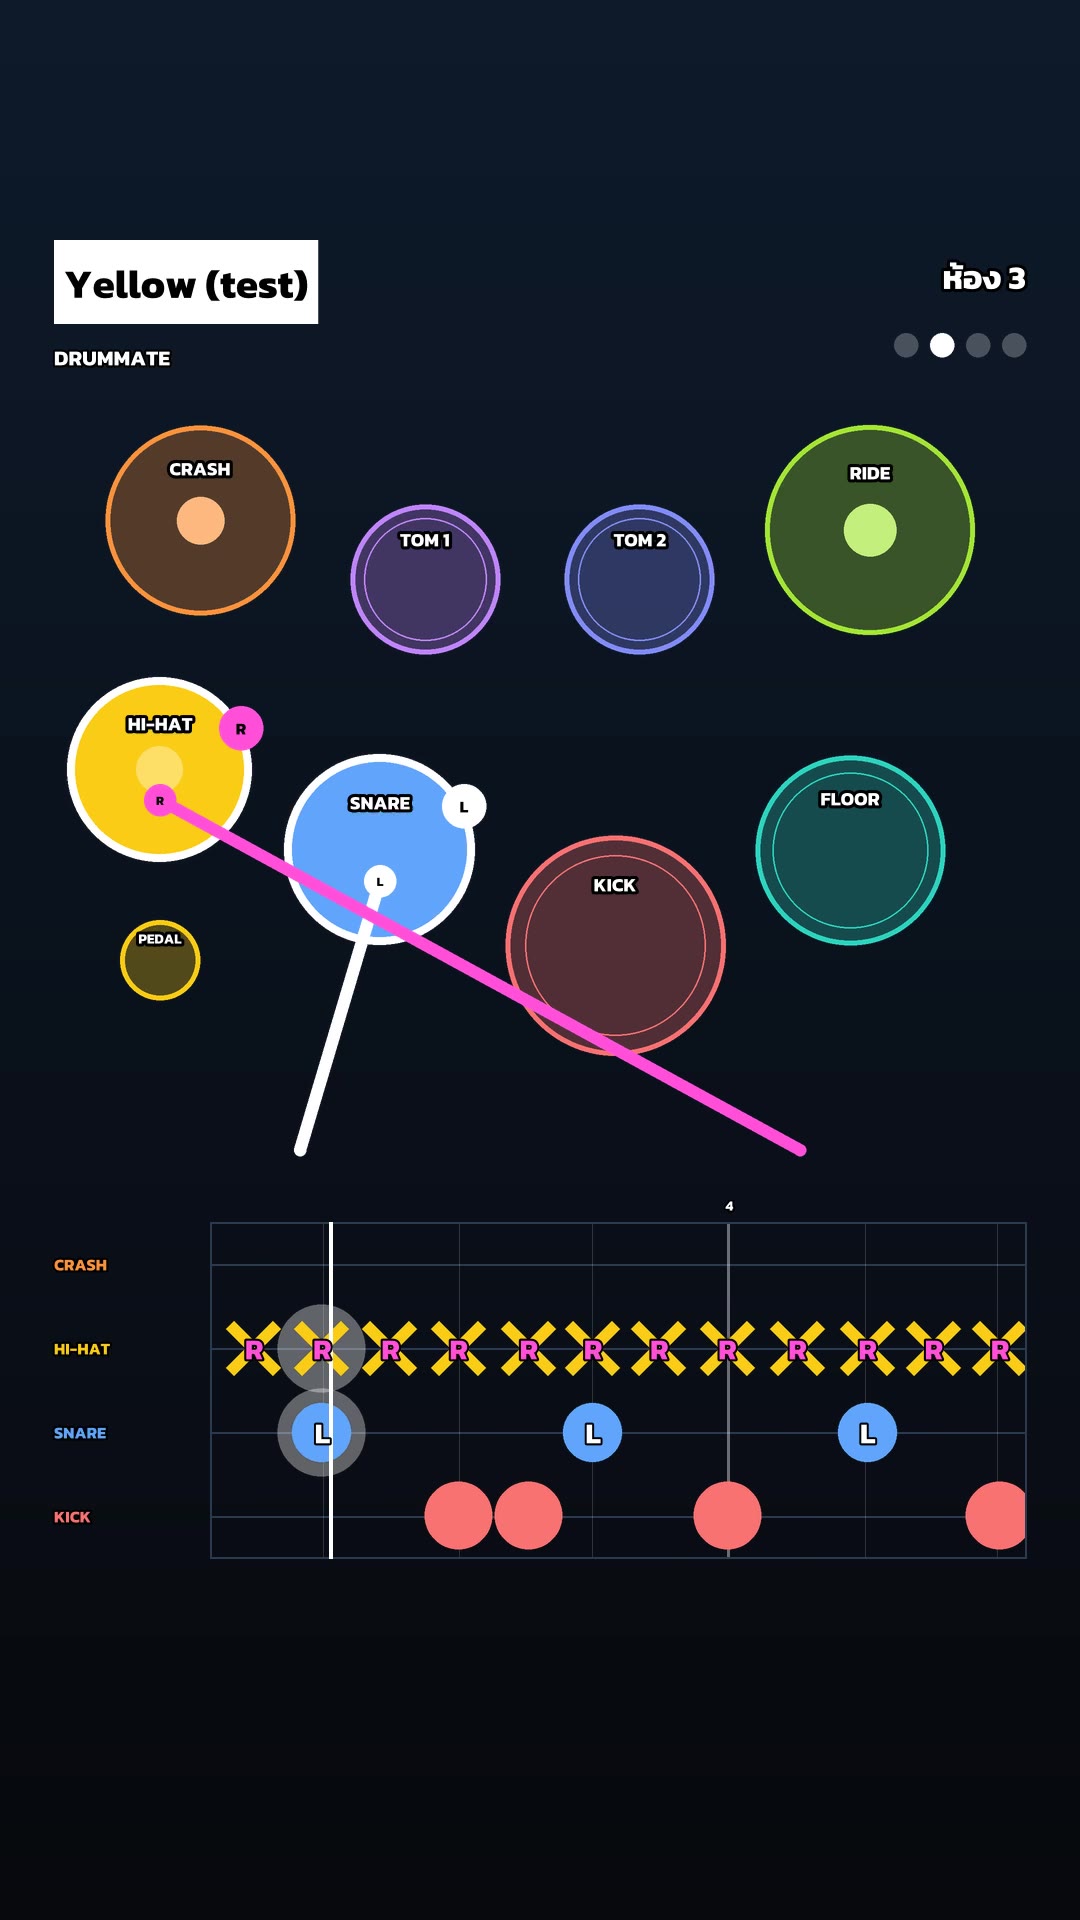 Yellow (test)
ห้อง 3
DRUMMATE
CRASH
RIDE
TOM 1
TOM 2
HI-HAT
R
R
SNARE
L
L
FLOOR
KICK
PEDAL
4
CRASH
HI-HAT
R R R R R R R R R R R R
SNARE
L L L
KICK